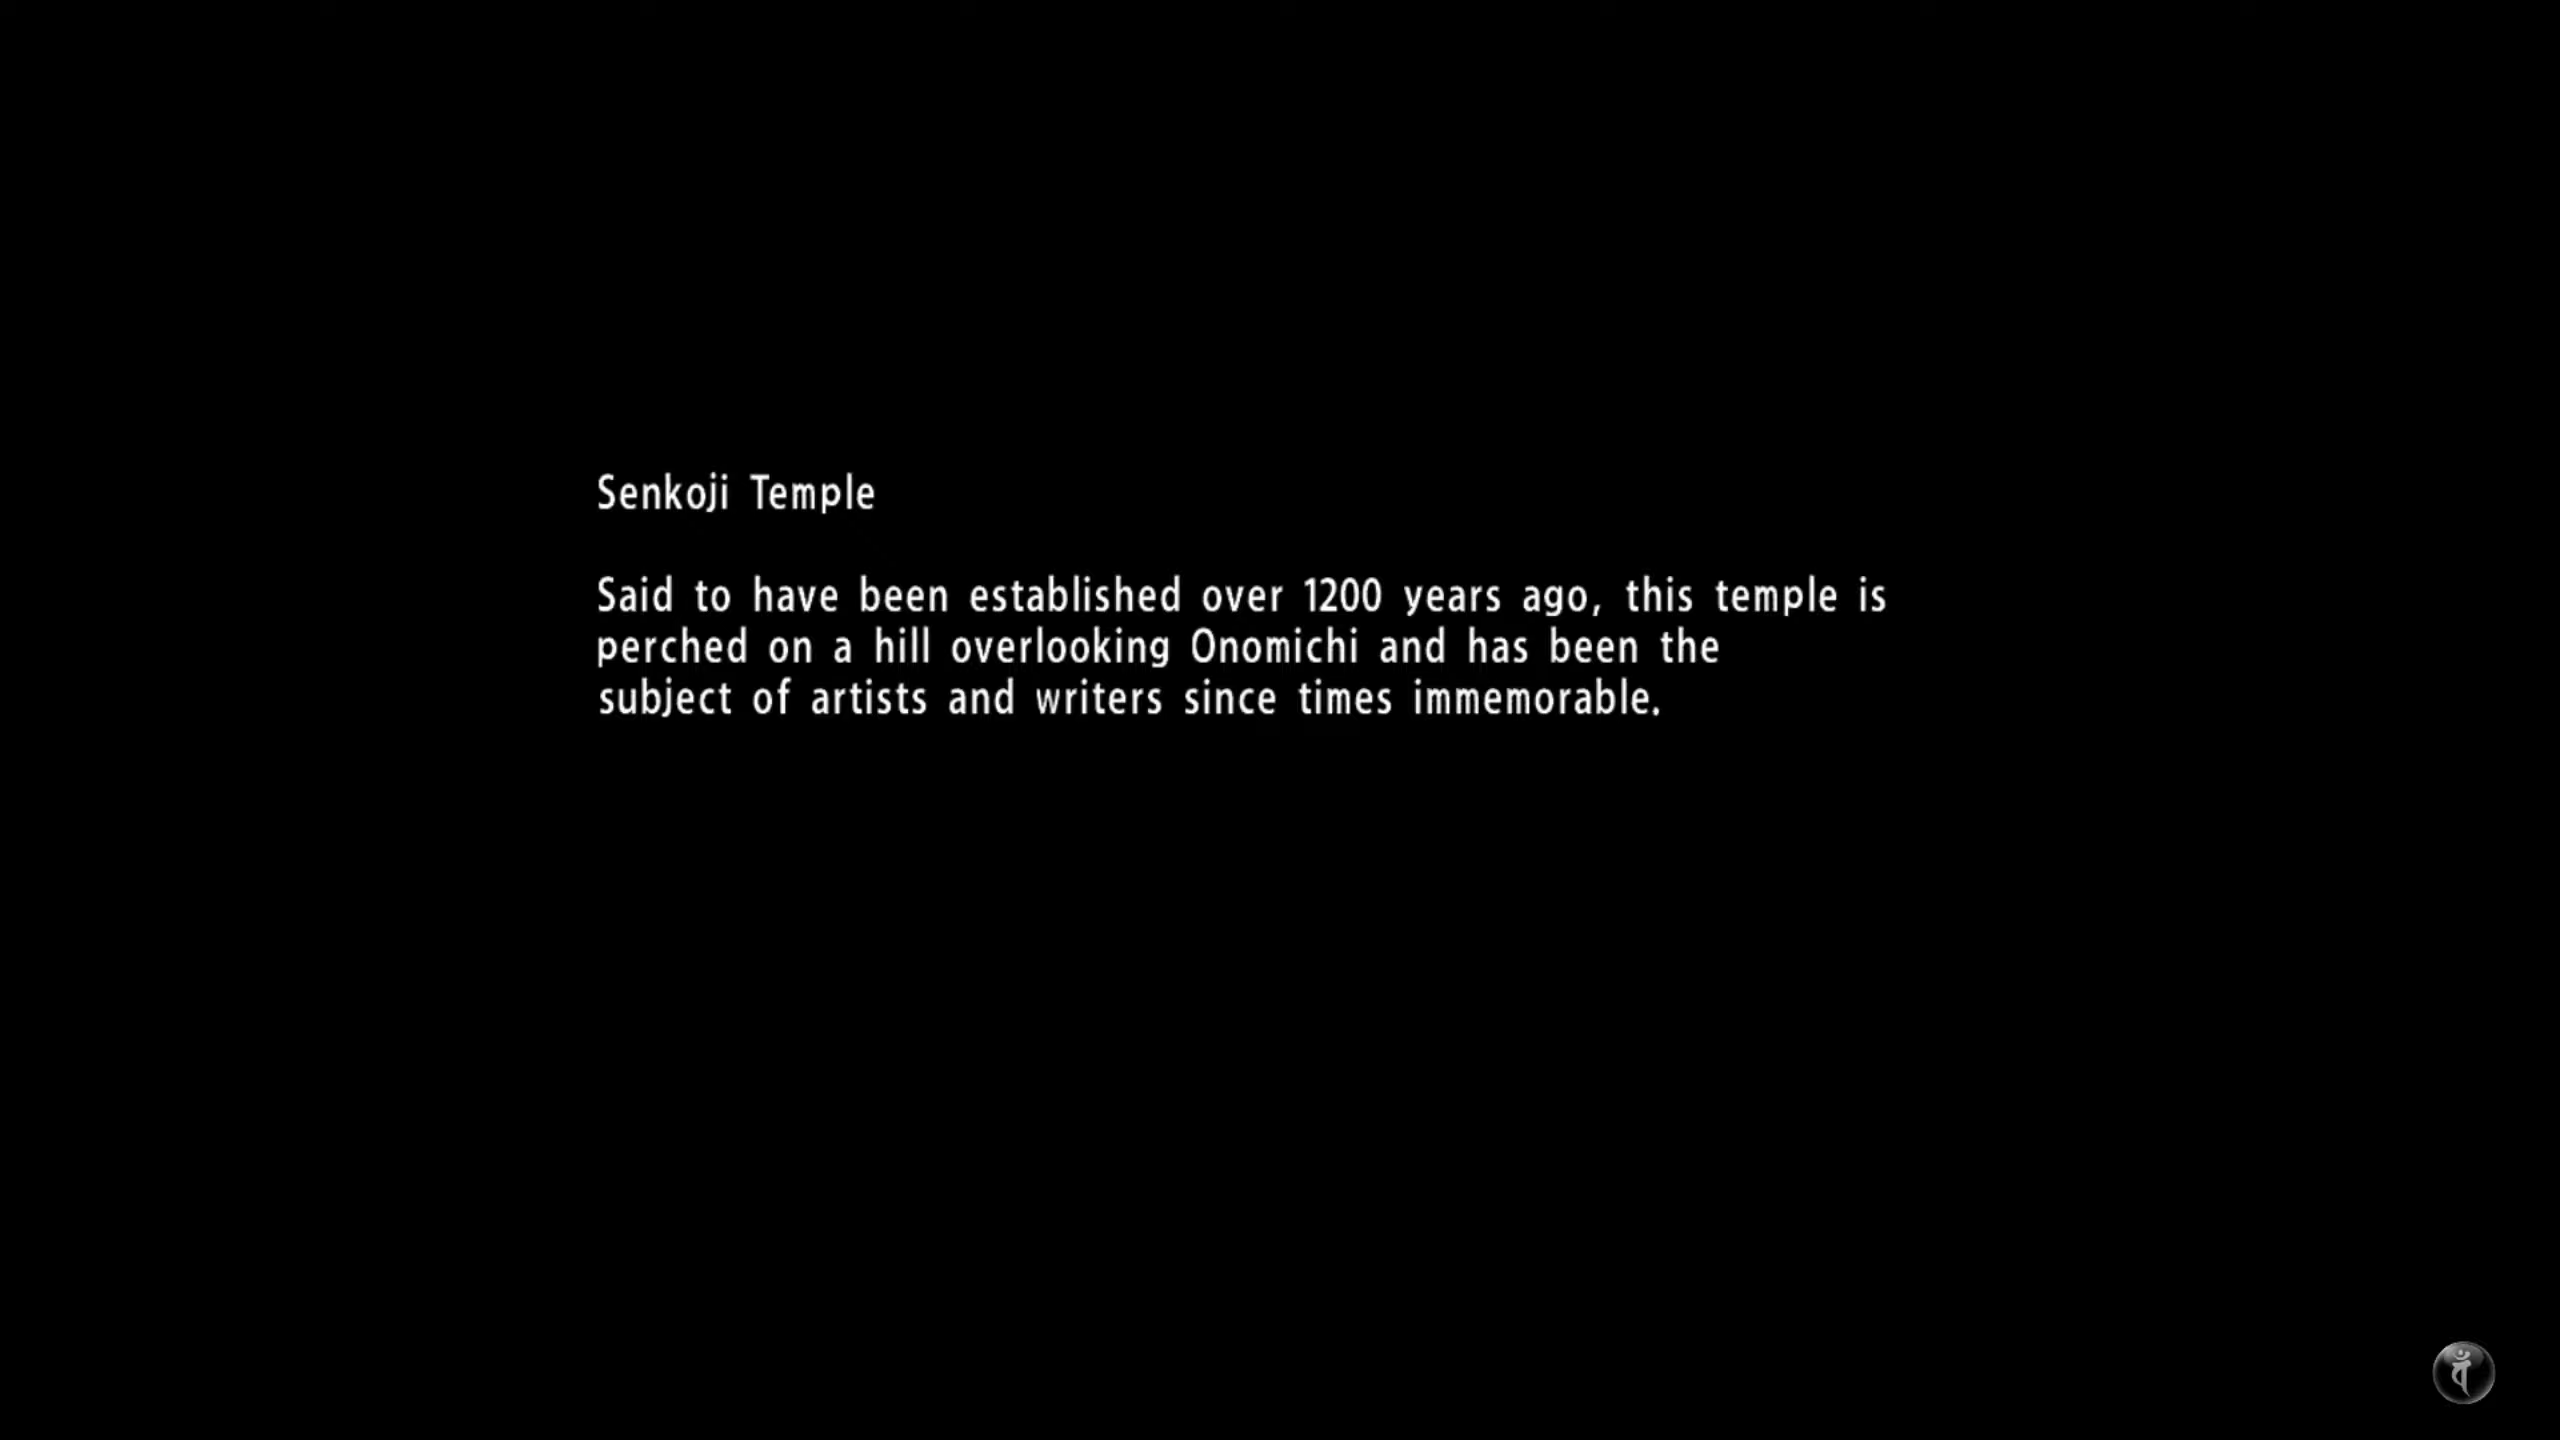 Senkoji Temple
Said to have been established over 1200 years ago, this temple is
perched on a hill overlooking Onomichi and has been the
subject of artists and writers since times immemorable.